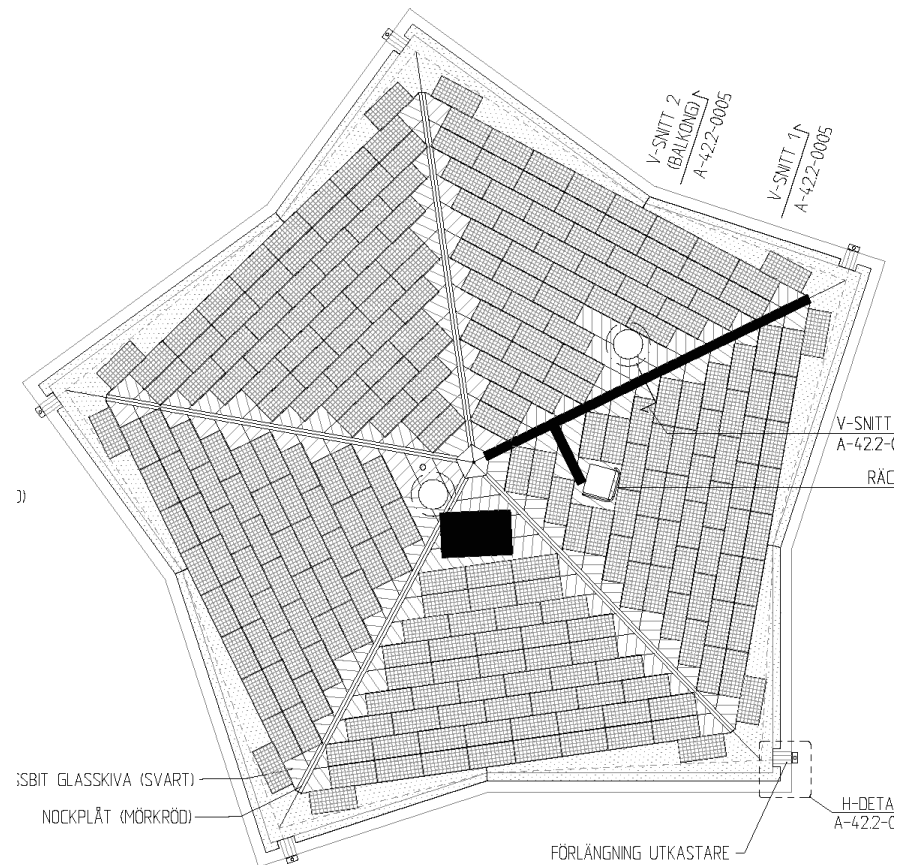 V-SNITT 2
(BALKONG)
A-42.2-0005
V-SNITT 1
A-42.2-0005
V-SNITT
A-42.2-
RÄC
SBIT GLASSKIVA (SVART)
NOCKPLÅT (MÖRKRÖD)
H-DETA
A-42.2-
FÖRLÄNGNING UTKASTARE